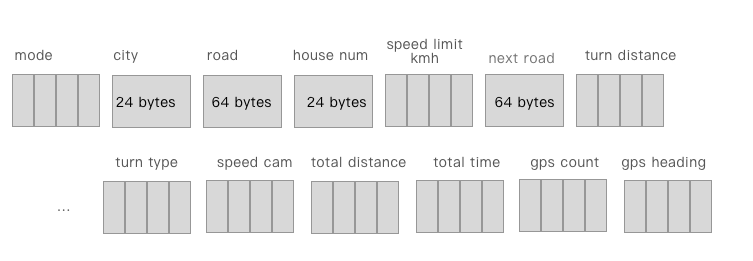 mode city road house num speed limit kmh next road turn distance
24 bytes 64 bytes 24 bytes 64 bytes
turn type speed cam total distance total time gps count gps heading
...